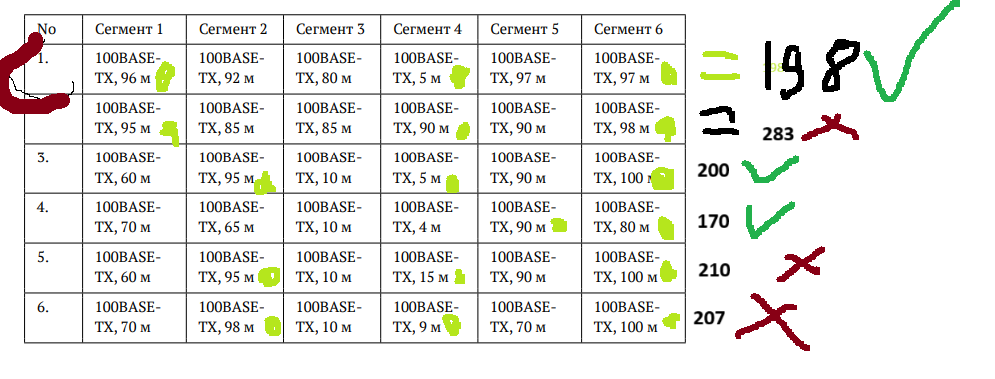 No Сегмент 1 Сегмент 2 Сегмент 3 Сегмент 4 Сегмент 5 Сегмент 6
1. 100BASE- 100BASE- 100BASE- 100BASE- 100BASE- 100BASE-
TX, 96 м TX, 92 м TX, 80 м TX, 5 м TX, 97 м TX, 97 м = 198
100BASE- 100BASE- 100BASE- 100BASE- 100BASE- 100BASE-
TX, 95 м TX, 85 м TX, 85 м TX, 90 м TX, 90 м TX, 98 м = 283
3. 100BASE- 100BASE- 100BASE- 100BASE- 100BASE- 100BASE-
TX, 60 м TX, 95 м TX, 10 м TX, 5 м TX, 90 м TX, 100 м 200
4. 100BASE- 100BASE- 100BASE- 100BASE- 100BASE- 100BASE-
TX, 70 м TX, 65 м TX, 10 м TX, 4 м TX, 90 м TX, 80 м 170
5. 100BASE- 100BASE- 100BASE- 100BASE- 100BASE- 100BASE-
TX, 60 м TX, 95 м TX, 10 м TX, 15 м TX, 90 м TX, 100 м 210
6. 100BASE- 100BASE- 100BASE- 100BASE- 100BASE- 100BASE-
TX, 70 м TX, 98 м TX, 10 м TX, 9 м TX, 70 м TX, 100 м 207